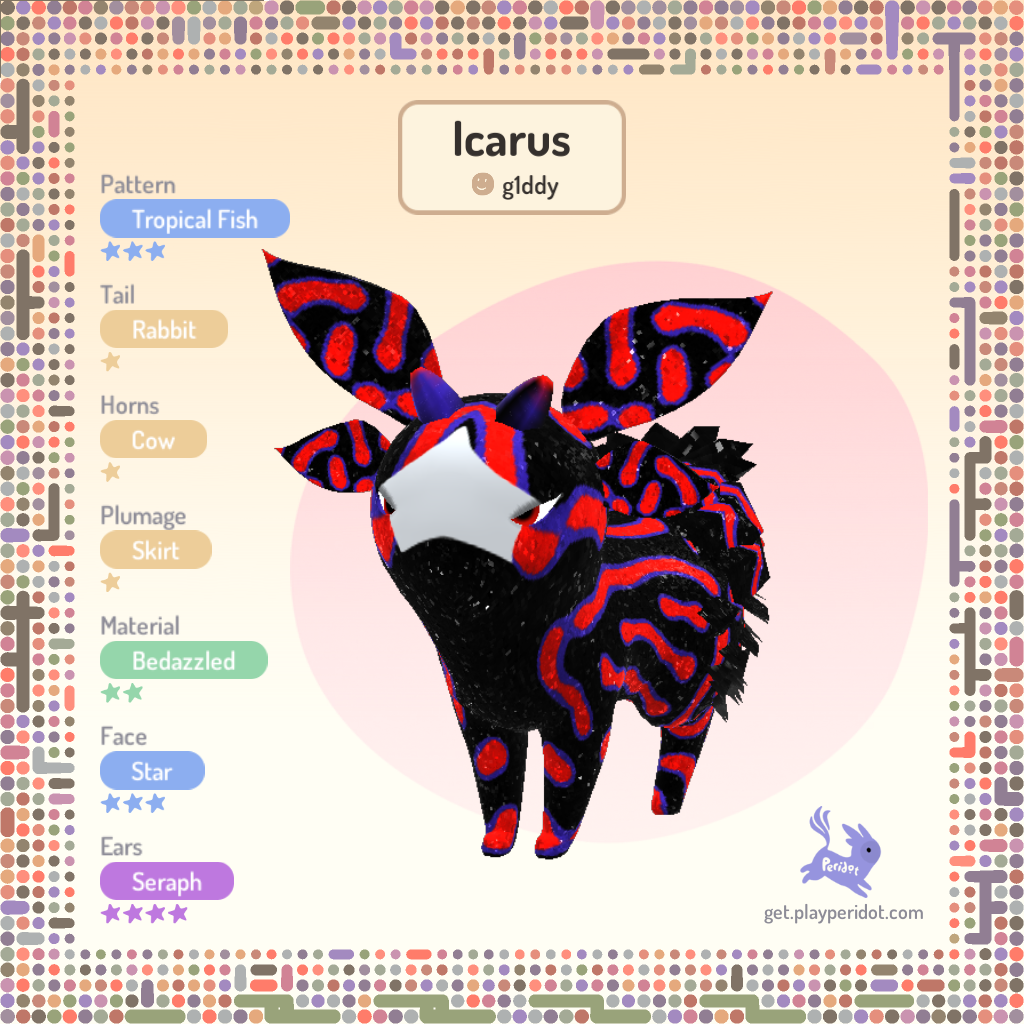 Icarus
g1ddy
Pattern
Tropical Fish
Tail
Rabbit
Horns
Cow
Plumage
Skirt
Material
Bedazzled
Face
Star
Ears
Seraph
Peridot
get.playperidot.com